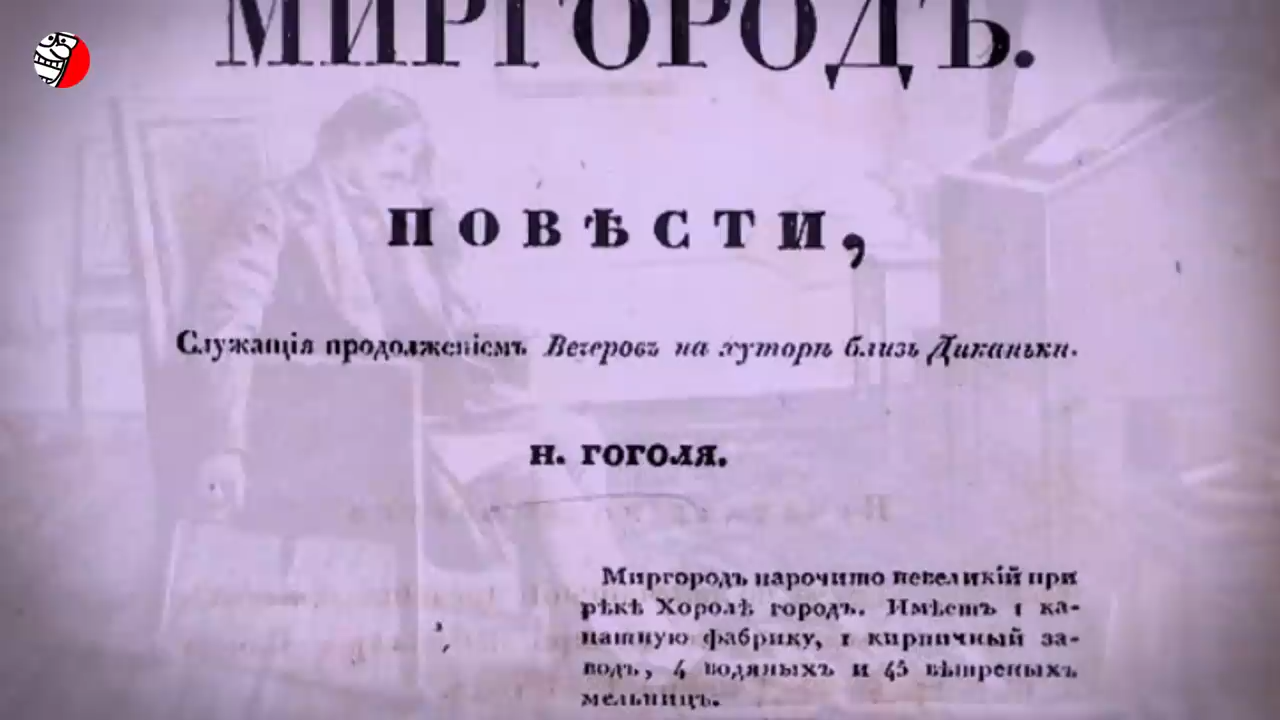 МИРГОРОДЪ.
ПОВѢСТИ,
Служащія продолженіемъ Вечеровъ на хуторѣ близь Диканьки.
Н. ГОГОЛЯ.
Миргородъ нарочито невеликій при
рѣкѣ Хоролѣ городъ. Имѣетъ 1 ка-
натную фабрику, 1 кирпичный за-
водъ, 4 водяныхъ и 45 вѣтреныхъ
мельницъ.